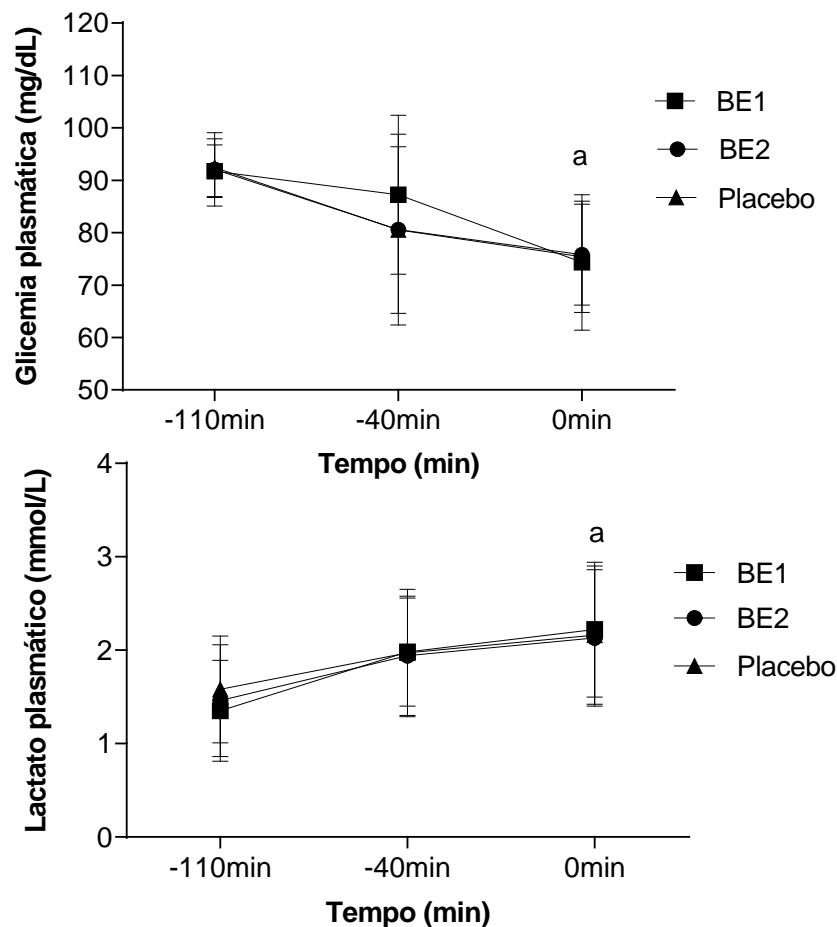 Glicemia plasmática (mg/dL)
120
110
100
90
80
70
60
50
-110min
-40min
0min
Tempo (min)
a
BE1
BE2
Placebo
Lactato plasmático (mmol/L)
4
3
2
1
0
-110min
-40min
0min
Tempo (min)
a
BE1
BE2
Placebo